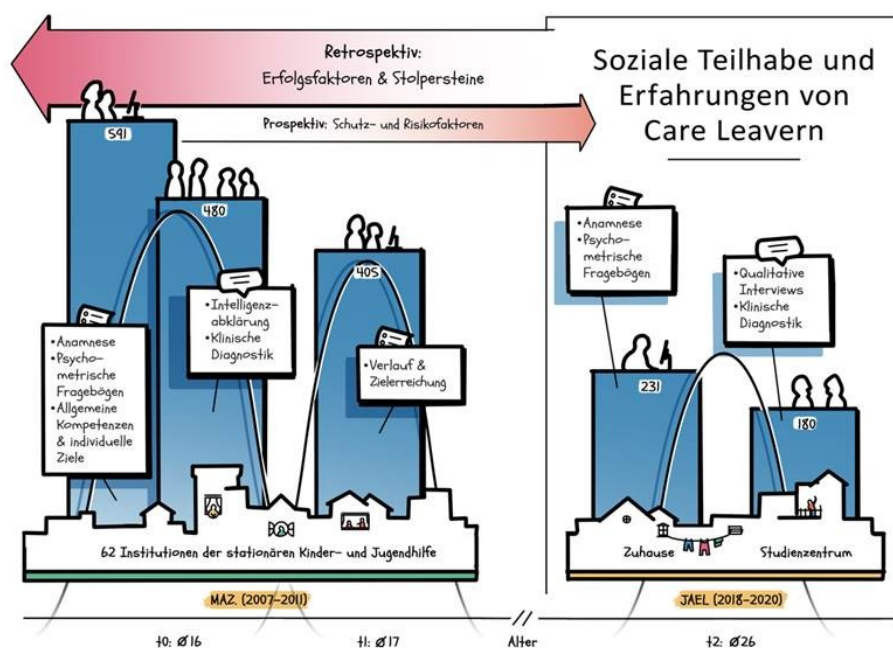 Retrospektiv:
Erfolgsfaktoren & Stolpersteine
Prospektiv: Schutz- und Risikofaktoren
Soziale Teilhabe und
Erfahrungen von
Care Leavern
591
480
405
• Anamnese
• Psycho-
metrische
Fragebögen
• Allgemeine
Kompetenzen
& individuelle
Ziele
• Intelligenz-
abklärung
• Klinische
Diagnostik
• Verlauf &
Zielerreichung
• Anamnese
• Psycho-
metrische
Fragebögen
• Qualitative
Interviews
• Klinische
Diagnostik
231
180
62 Institutionen der stationären Kinder- und Jugendhilfe
Zuhause
Studienzentrum
MAZ. (2007-2011)
JAEL (2018-2020)
t0: Ø16
t1: Ø17
Alter
t2: Ø26